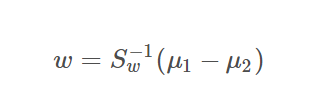 w = S_w^{-1}(μ_1 − μ_2)